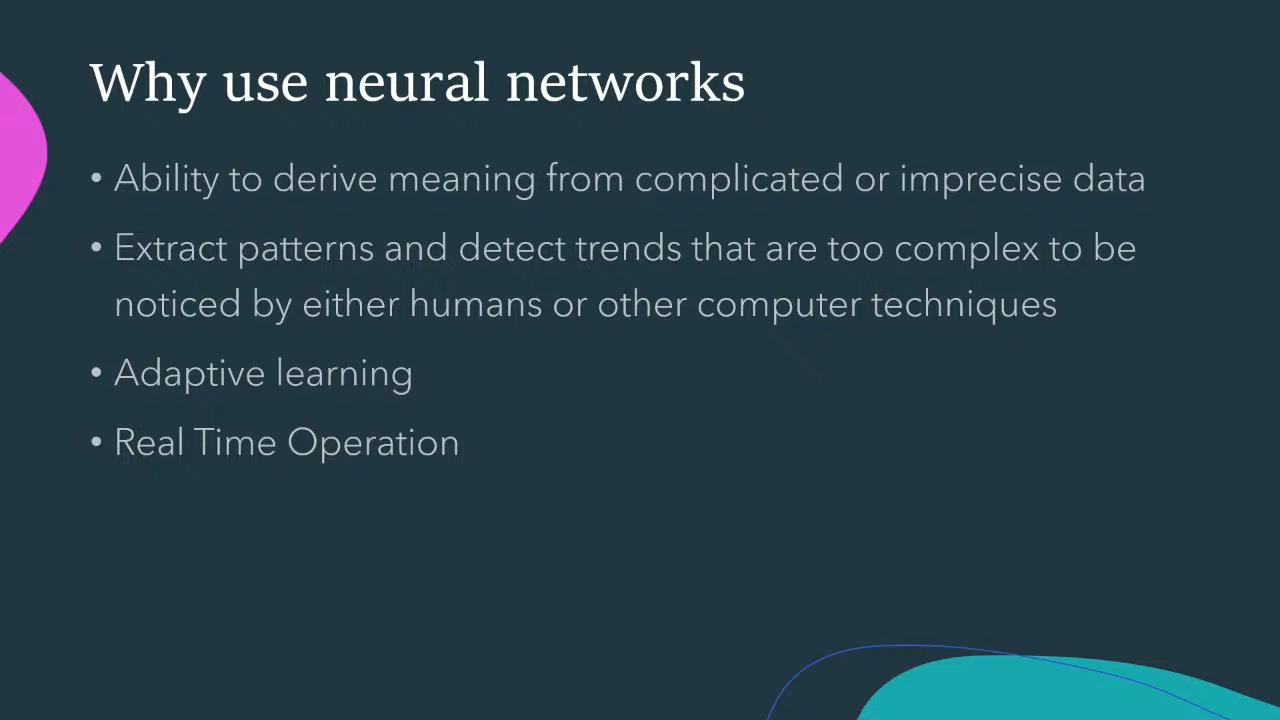 Why use neural networks
• Ability to derive meaning from complicated or imprecise data
• Extract patterns and detect trends that are too complex to be
noticed by either humans or other computer techniques
• Adaptive learning
• Real Time Operation